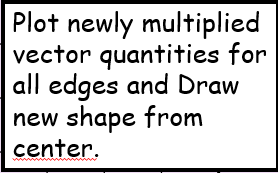 Plot newly multiplied
vector quantities for
all edges and Draw
new shape from
center.